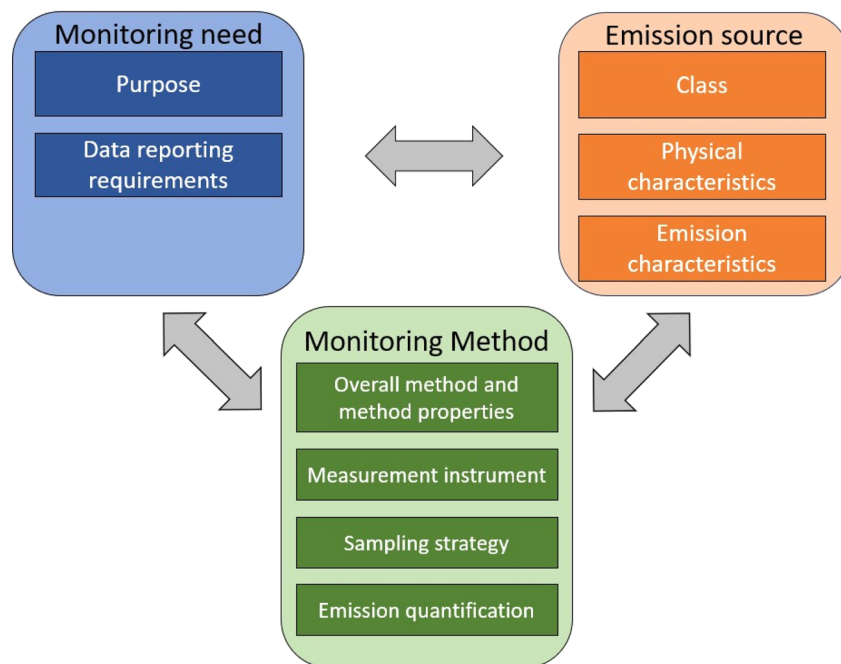 Monitoring need
Purpose
Data reporting
requirements
Emission source
Class
Physical
characteristics
Emission
characteristics
Monitoring Method
Overall method and
method properties
Measurement instrument
Sampling strategy
Emission quantification